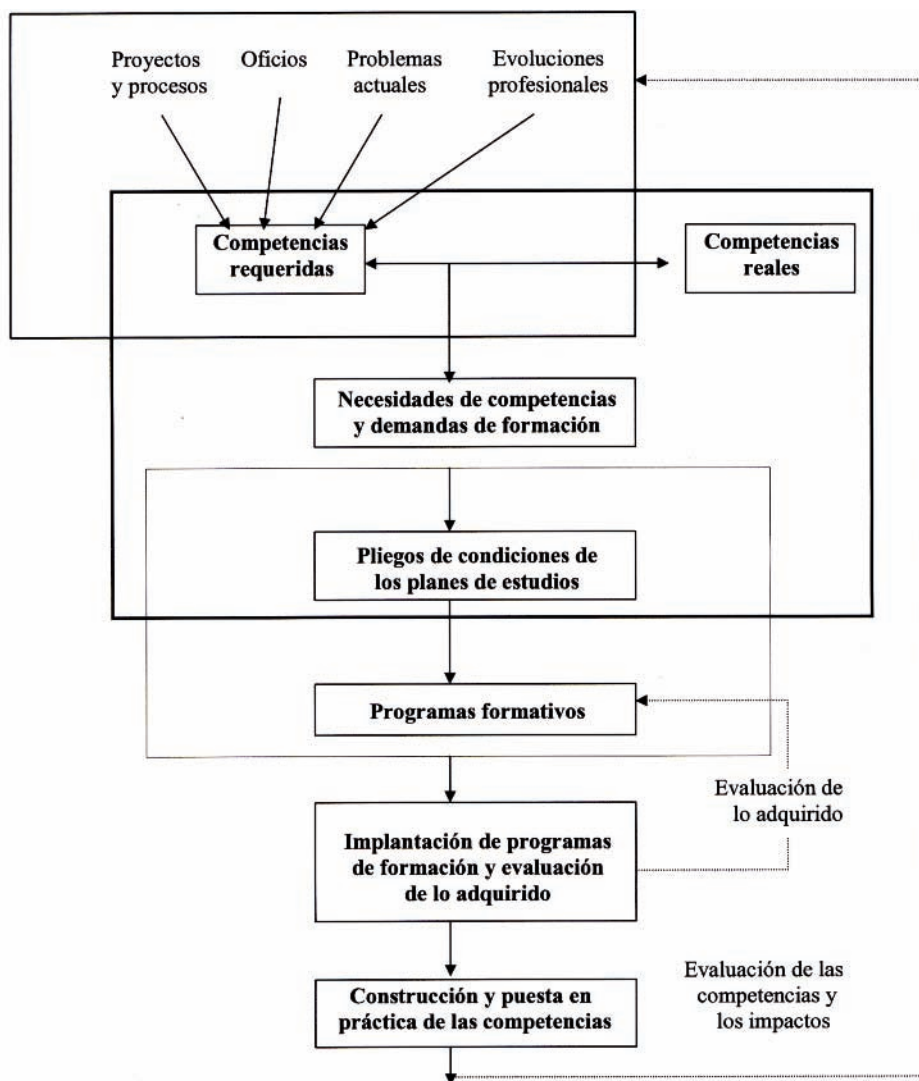 Proyectos
y procesos
Oficios
Problemas
actuales
Evoluciones
profesionales
Competencias
requeridas
Competencias
reales
Necesidades de competencias
y demandas de formación
Pliegos de condiciones de
los planes de estudios
Programas formativos
Evaluación de
lo adquirido
Implantación de programas
de formación y evaluación
de lo adquirido
Evaluación de las
competencias y
los impactos
Construcción y puesta en
práctica de las competencias